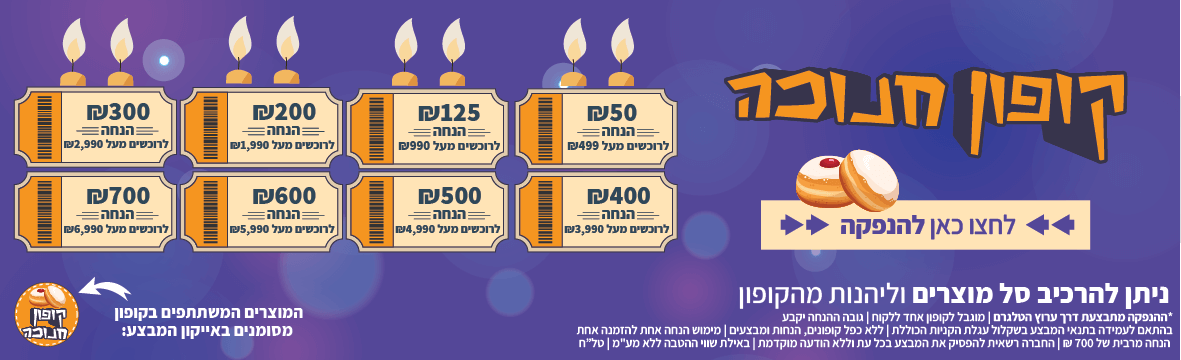 קופון חנוכה
לחצו כאן להנפקה
ניתן להרכיב סל מוצרים וליהנות מהקופון
*ההנפקה מתבצעת דרך ערוץ הטלגרם | מוגבל לקופון אחד ללקוח | גובה ההנחה יקבע
בהתאם לעמידה בתנאי המבצע בשקלול עגלת הקניות הכוללת | ללא כפל קופונים, הנחות ומבצעים | מימוש הנחה אחת להזמנה אחת
הנחה מרבית של 700 ₪ | החברה רשאית להפסיק את המבצע בכל עת וללא הודעה מוקדמת | באילת שווי ההטבה ללא מע"מ | טל"ח
₪50
הנחה
לרוכשים מעל ₪499
₪125
הנחה
לרוכשים מעל ₪990
₪200
הנחה
לרוכשים מעל ₪1,990
₪300
הנחה
לרוכשים מעל ₪2,990
₪400
הנחה
לרוכשים מעל ₪3,990
₪500
הנחה
לרוכשים מעל ₪4,990
₪600
הנחה
לרוכשים מעל ₪5,990
₪700
הנחה
לרוכשים מעל ₪6,990
המוצרים המשתתפים בקופון
מסומנים באייקון המבצע:
קופון
חנוכה